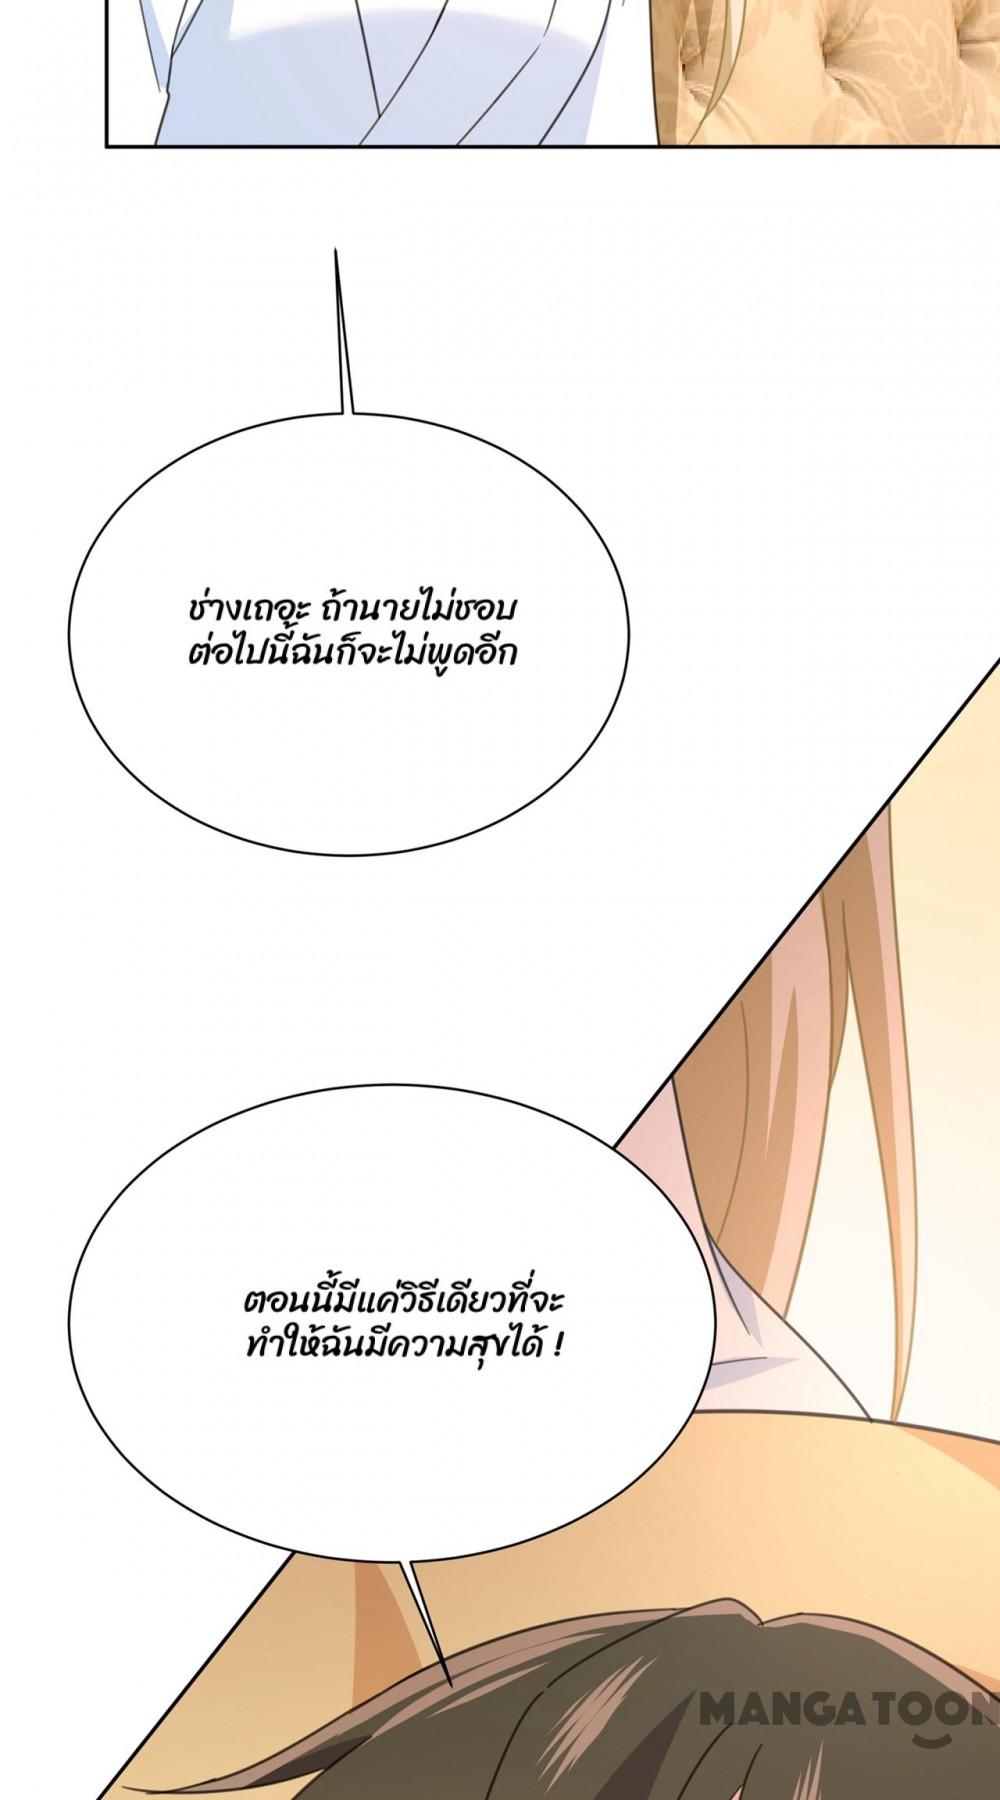 ช่างเถอะ ถ้านายไม่ชอบ
ต่อไปนี้ฉันก็จะไม่พูดอีก
ตอนนี้มีแค่วิธีเดียวที่จะ
ทำให้ฉันมีความสุขได้ !
MANGATOON